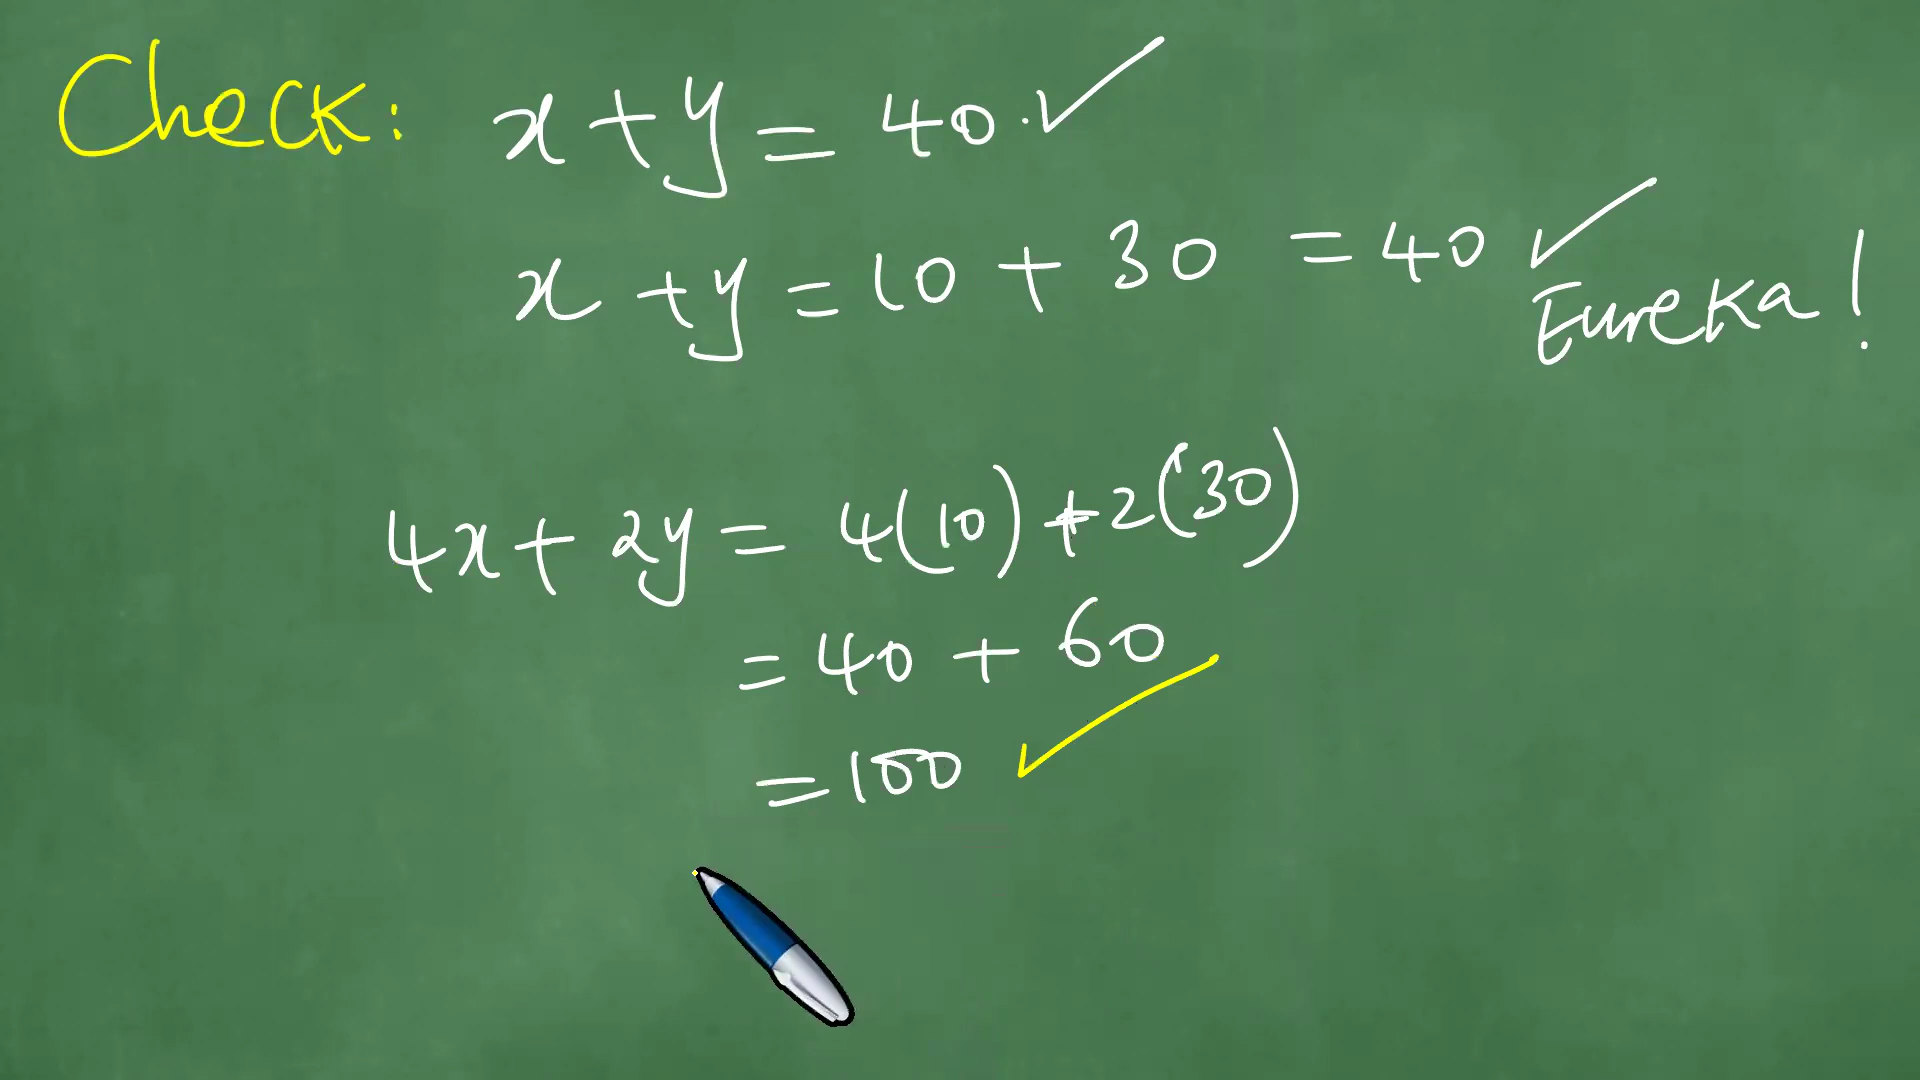 Check: x + y = 40.✓
x + y = 10 + 30 = 40 ✓
Eureka!
4x + 2y = 4(10) + 2(30)
= 40 + 60
= 100 ✓